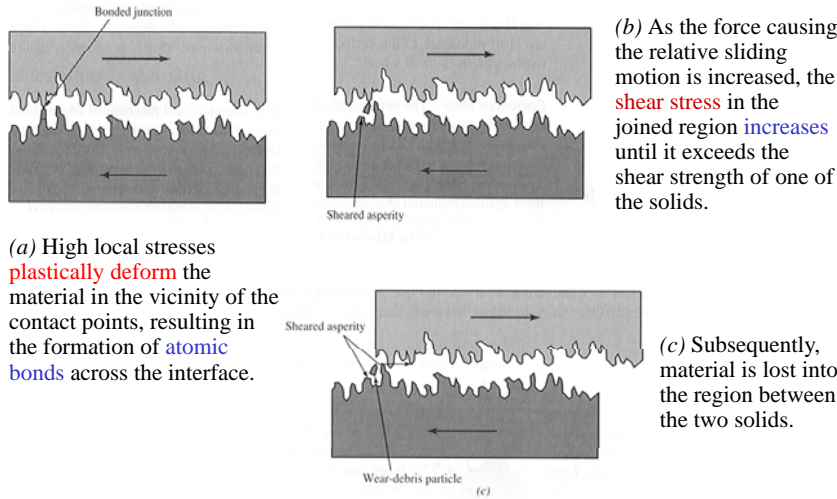 Bonded junction
Sheared asperity
(b) As the force causing
the relative sliding
motion is increased, the
shear stress in the
joined region increases
until it exceeds the
shear strength of one of
the solids.
(a) High local stresses
plastically deform the
material in the vicinity of the
contact points, resulting in
the formation of atomic
bonds across the interface.
Sheared asperity
Wear-debris particle
(c)
(c) Subsequently,
material is lost into
the region between
the two solids.